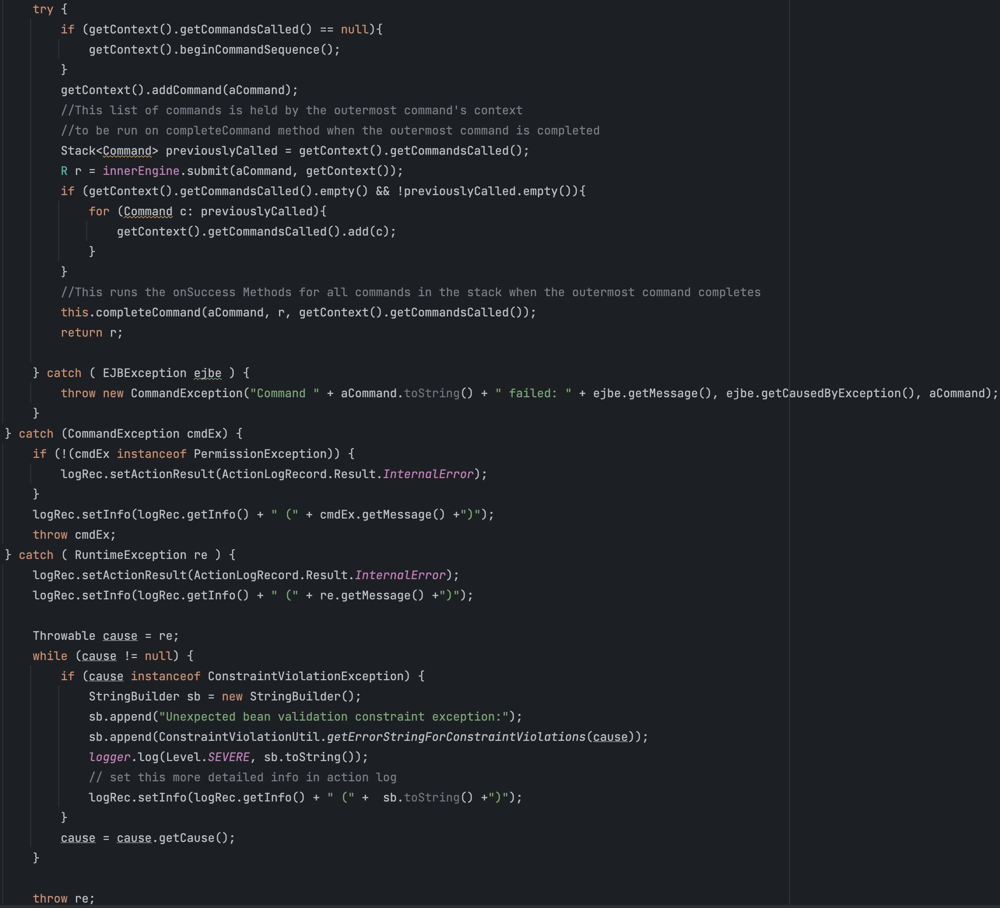 try {
if (getContext().getCommandsCalled() == null){
getContext().beginCommandSequence();
}
getContext().addCommand(aCommand);
//This list of commands is held by the outermost command's context
//to be run on completeCommand method when the outermost command is completed
Stack<Command> previouslyCalled = getContext().getCommandsCalled();
R r = innerEngine.submit(aCommand, getContext());
if (getContext().getCommandsCalled().empty() && !previouslyCalled.empty()){
for (Command c: previouslyCalled){
getContext().getCommandsCalled().add(c);
}
}
//This runs the onSuccess Methods for all commands in the stack when the outermost command completes
this.completeCommand(aCommand, r, getContext().getCommandsCalled());
return r;
} catch ( EJBException ejbe ) {
throw new CommandException("Command " + aCommand.toString() + " failed: " + ejbe.getMessage(), ejbe.getCausedByException(), aCommand);
}
} catch (CommandException cmdEx) {
if (!(cmdEx instanceof PermissionException)) {
logRec.setActionResult(ActionLogRecord.Result.InternalError);
}
logRec.setInfo(logRec.getInfo() + " (" + cmdEx.getMessage() +")");
throw cmdEx;
} catch ( RuntimeException re ) {
logRec.setActionResult(ActionLogRecord.Result.InternalError);
logRec.setInfo(logRec.getInfo() + " (" + re.getMessage() +")");
Throwable cause = re;
while (cause != null) {
if (cause instanceof ConstraintViolationException) {
StringBuilder sb = new StringBuilder();
sb.append("Unexpected bean validation constraint exception:");
sb.append(ConstraintViolationUtil.getErrorStringForConstraintViolations(cause));
logger.log(Level.SEVERE, sb.toString());
// set this more detailed info in action log
logRec.setInfo(logRec.getInfo() + " (" +  sb.toString() +")");
}
cause = cause.getCause();
}
throw re;